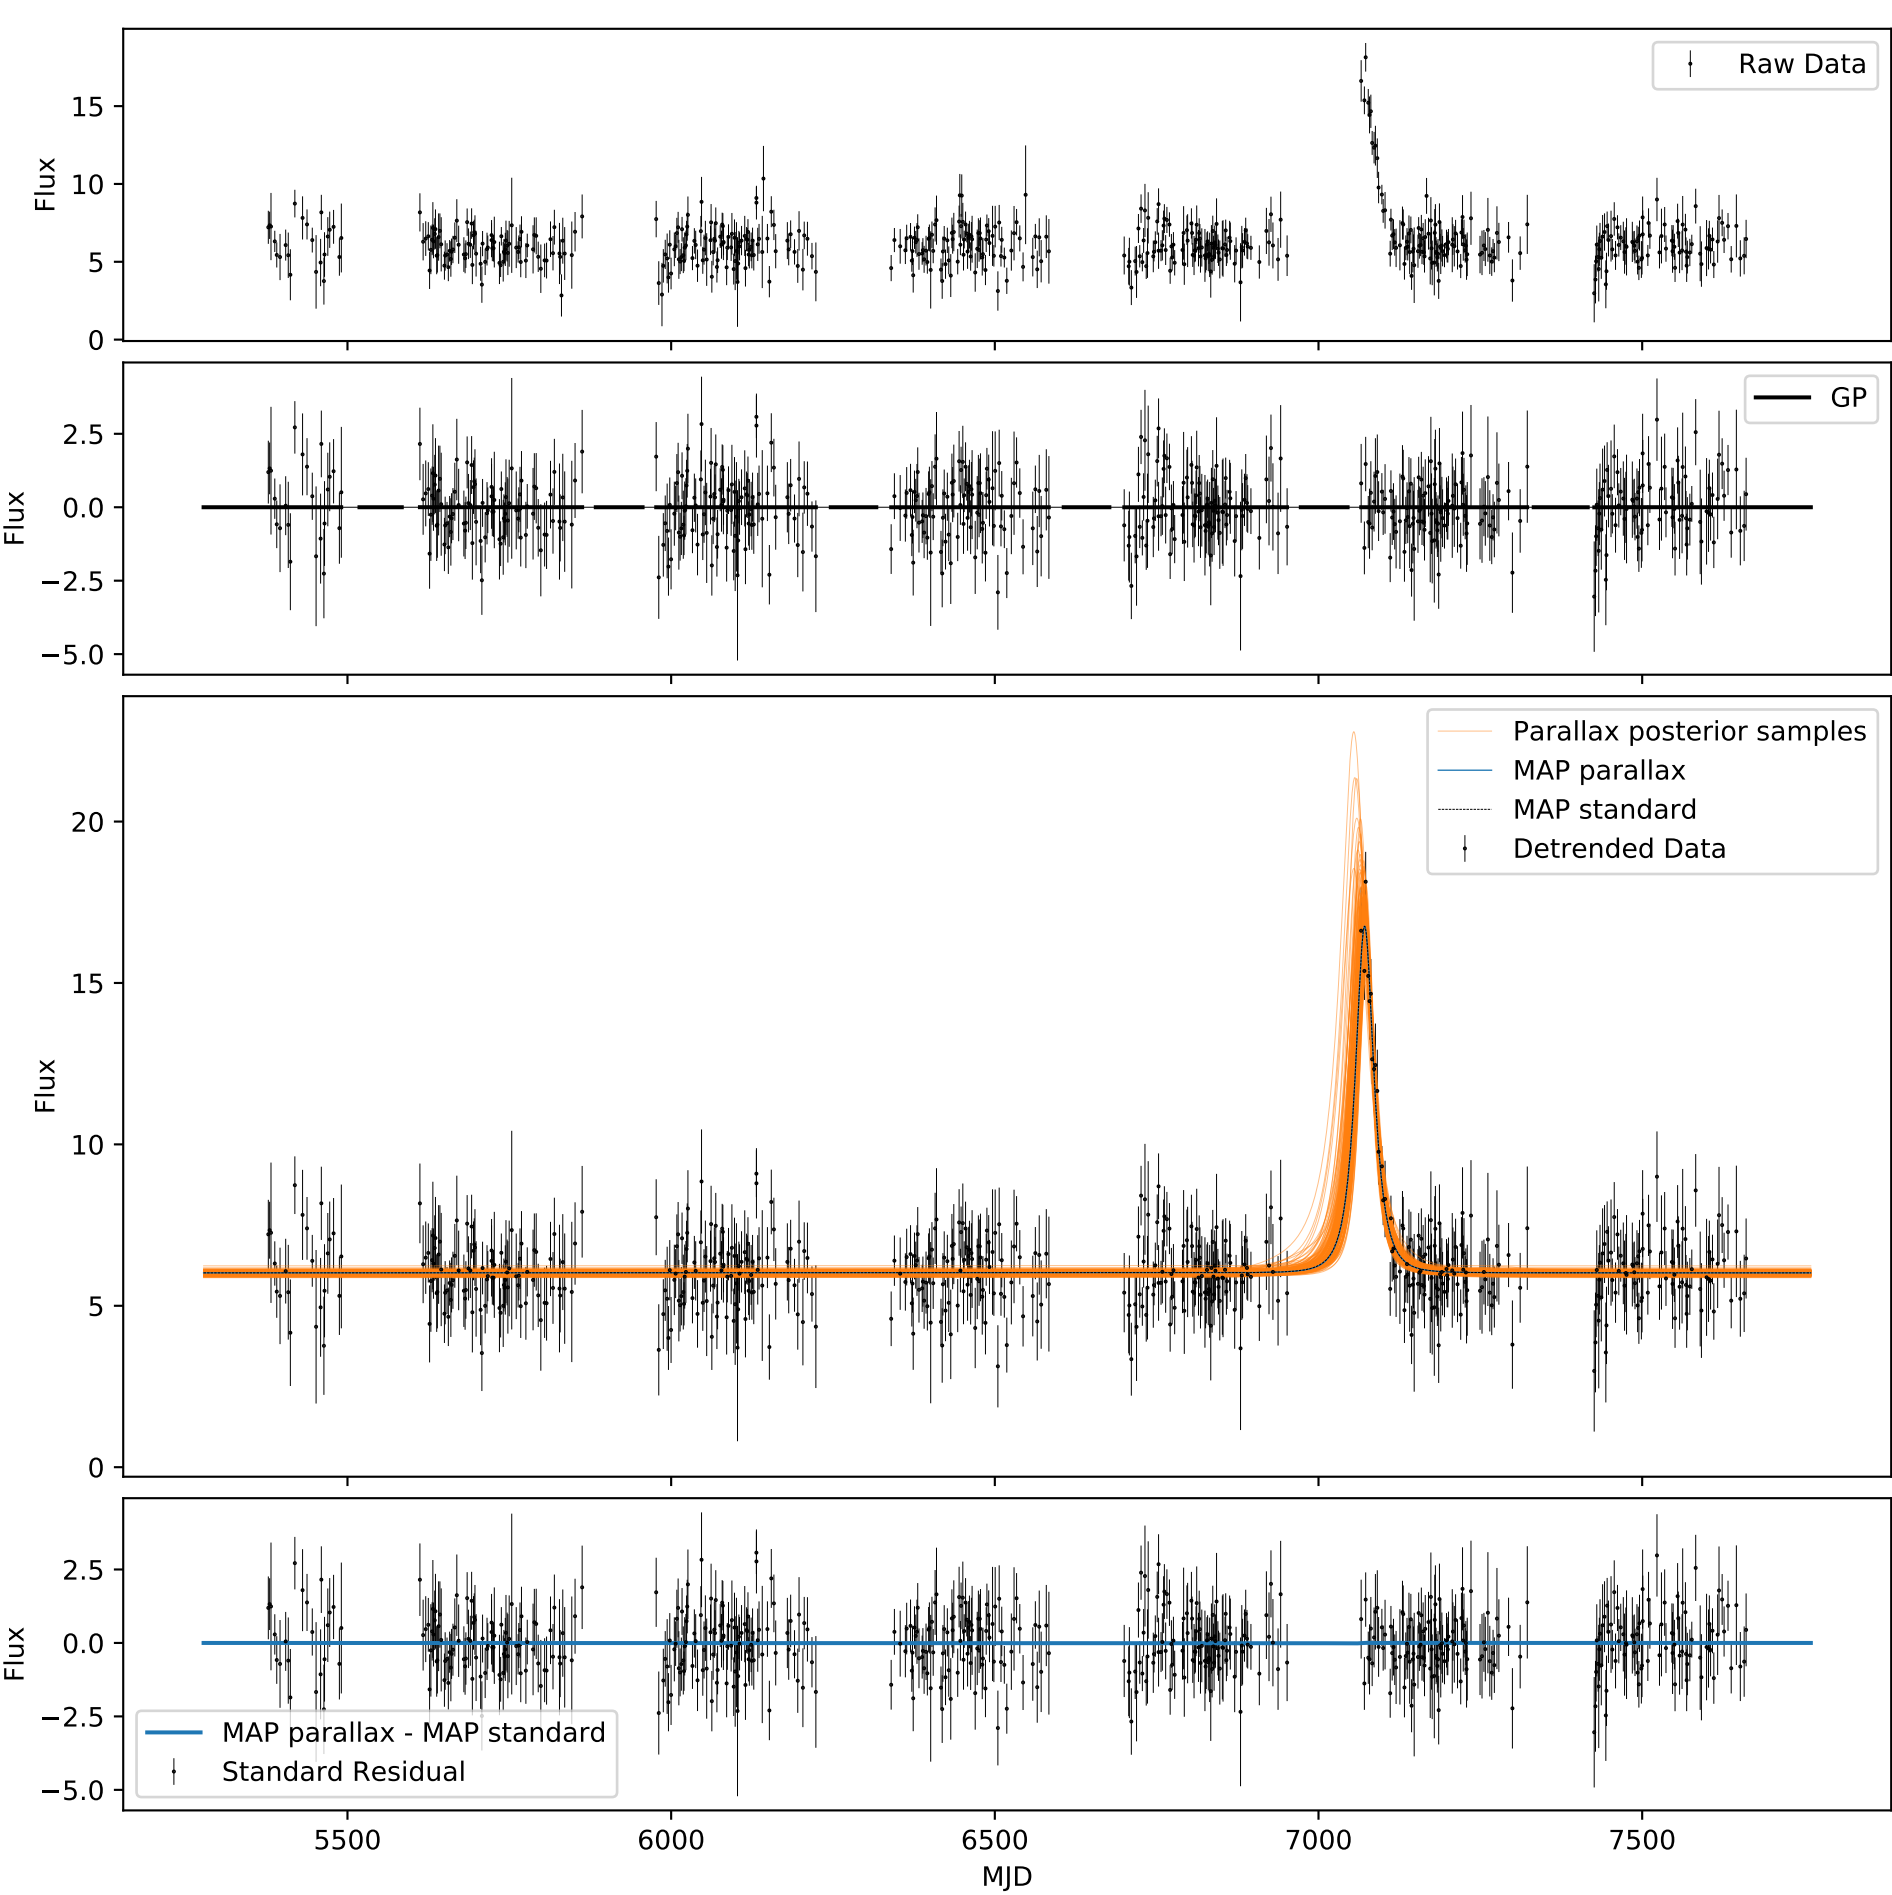 Raw Data
15
10
5
0
Flux
GP
2.5
0.0
−2.5
−5.0
Flux
Parallax posterior samples
MAP parallax
MAP standard
Detrended Data
20
15
10
5
0
Flux
2.5
0.0
−2.5
−5.0
Flux
MAP parallax - MAP standard
Standard Residual
5500 6000 6500 7000 7500
MJD